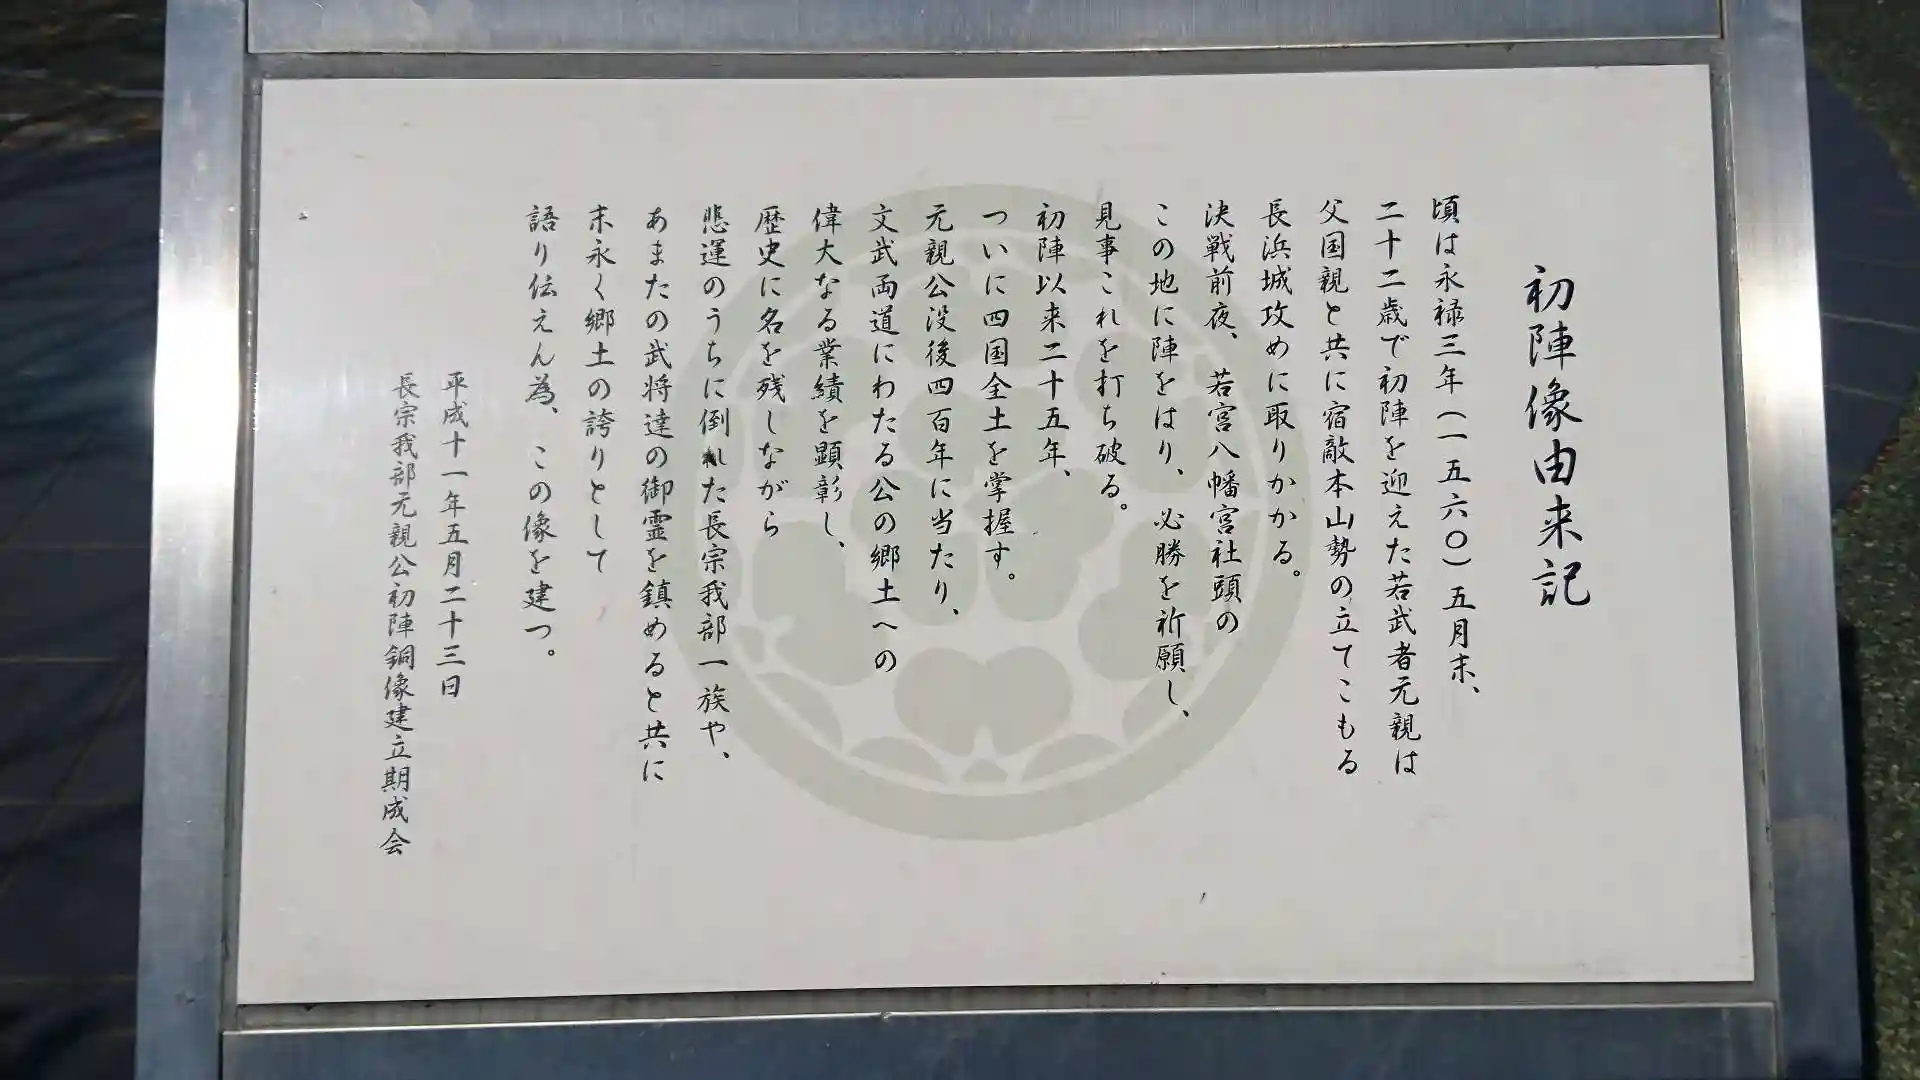 初陣像由来記
頃は永禄三年(一五六〇)五月末、
二十二歳で初陣を迎えた若武者元親は
父国親と共に宿敵本山勢の立てこもる
長浜城攻めに取りかかる。
決戦前夜、若宮八幡宮社頭の
この地に陣をはり、必勝を祈願し、
見事これを打ち破る。
初陣以来二十五年、
ついに四国全土を掌握す。
元親公没後四百年に当たり、
文武両道にわたる公の郷土への
偉大なる業績を顕彰し、
歴史に名を残しながら
悲運のうちに倒れた長宗我部一族や、
あまたの武将達の御霊を鎮めると共に
末永く郷土の誇りとして
語り伝えん為、この像を建つ。
平成十一年五月二十三日
長宗我部元親公初陣銅像建立期成会